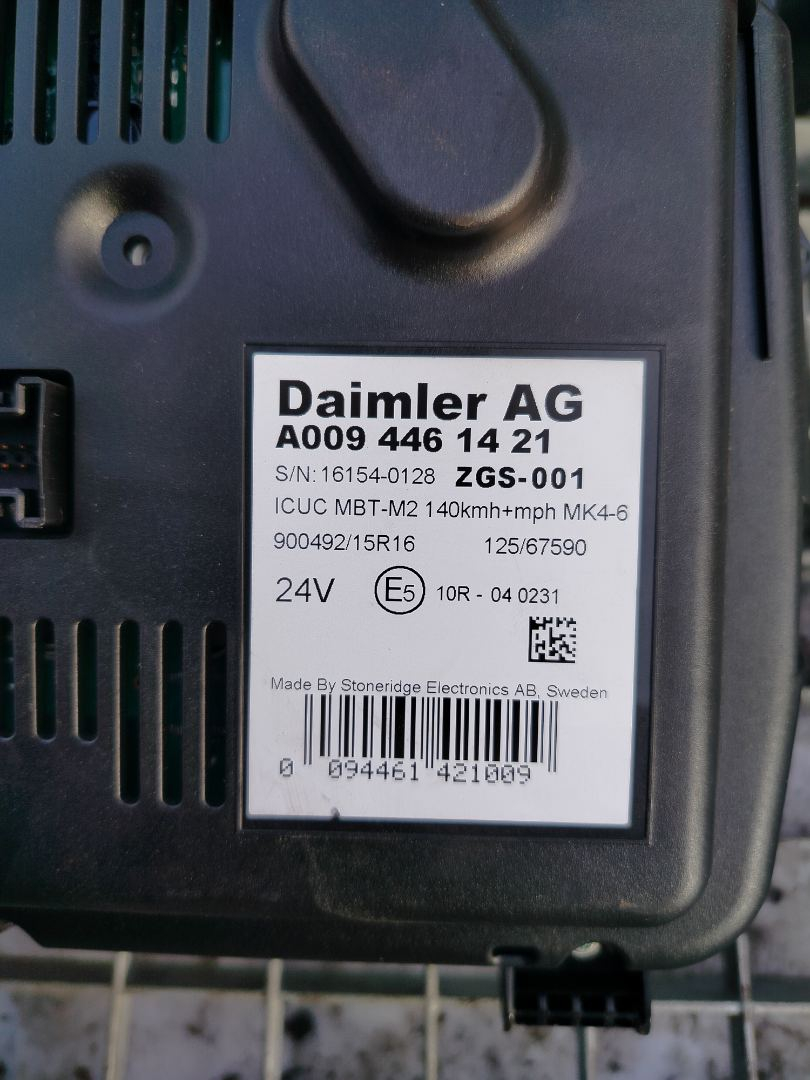 Daimler AG
A009 446 14 21
S/N: 16154-0128 ZGS-001
ICUC MBT-M2 140kmh+mph MK4-6
900492/15R16 125/67590
24V E5 10R - 04 0231
Made By Stoneridge Electronics AB, Sweden
0 094461 421009